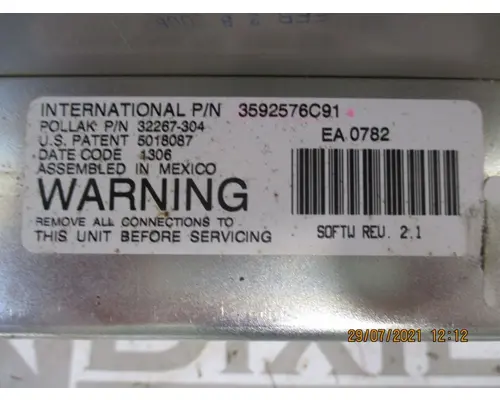 INTERNATIONAL P/N 3592576C91
POLLAK P/N 32267-304
U.S. PATENT 5018087
DATE CODE 1306
ASSEMBLED IN MEXICO
WARNING
REMOVE ALL CONNECTIONS TO
THIS UNIT BEFORE SERVICING
EA 0782
SOFTW REV. 2.1
29/07/2021 12:12